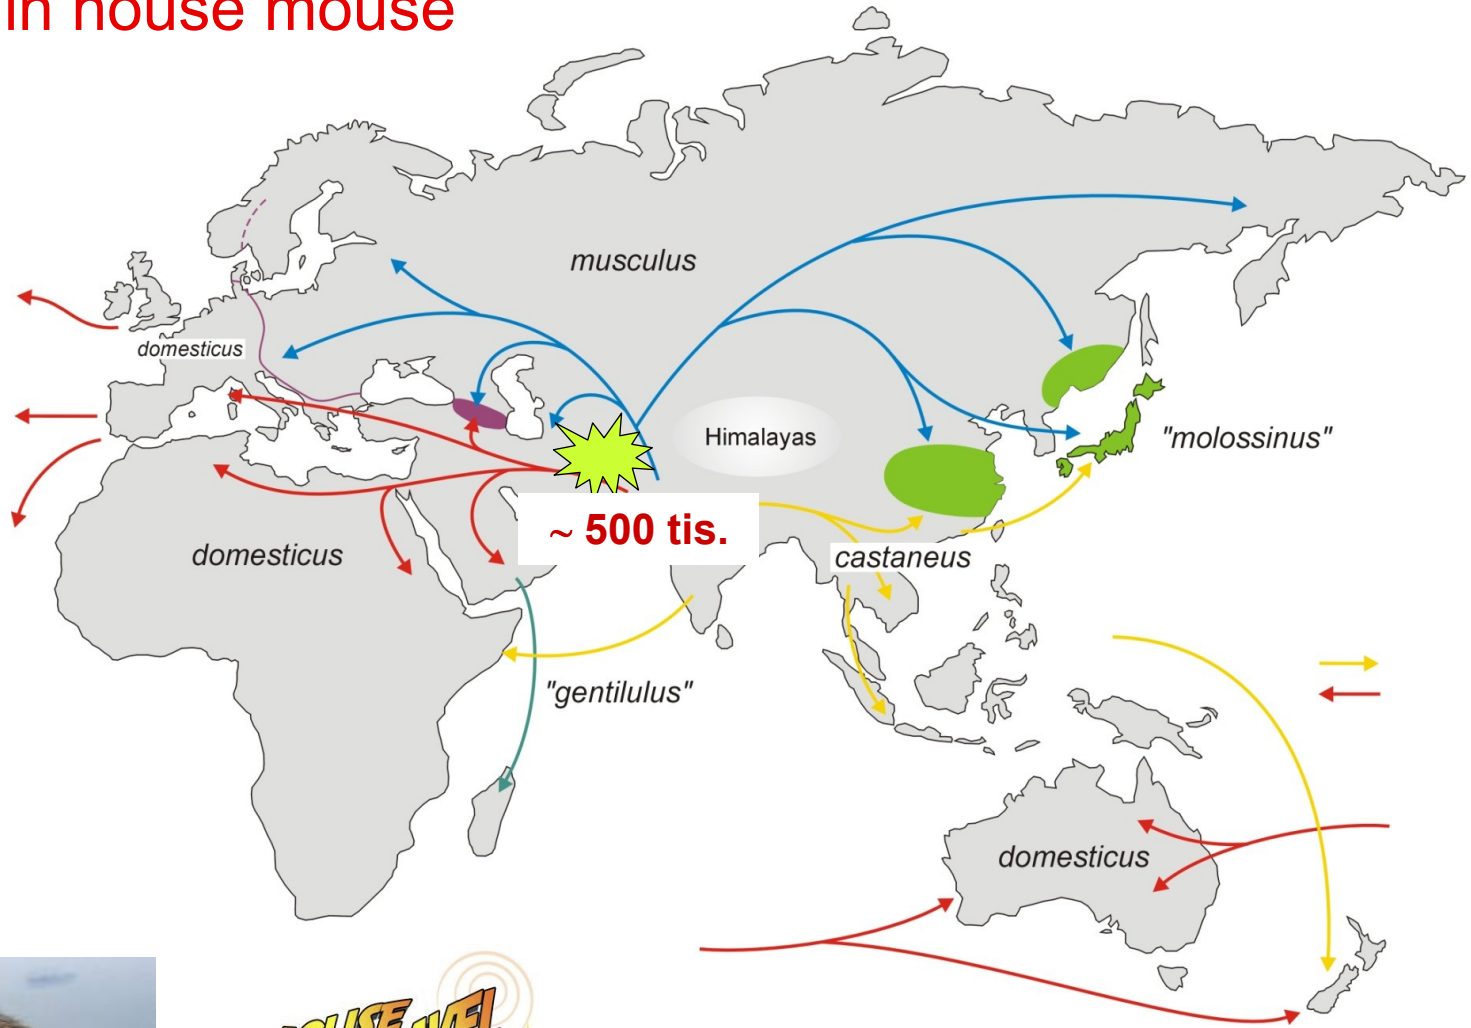 in house mouse
musculus
domesticus
Himalayas
"molossinus"
~ 500 tis.
domesticus
castaneus
"gentilulus"
domesticus